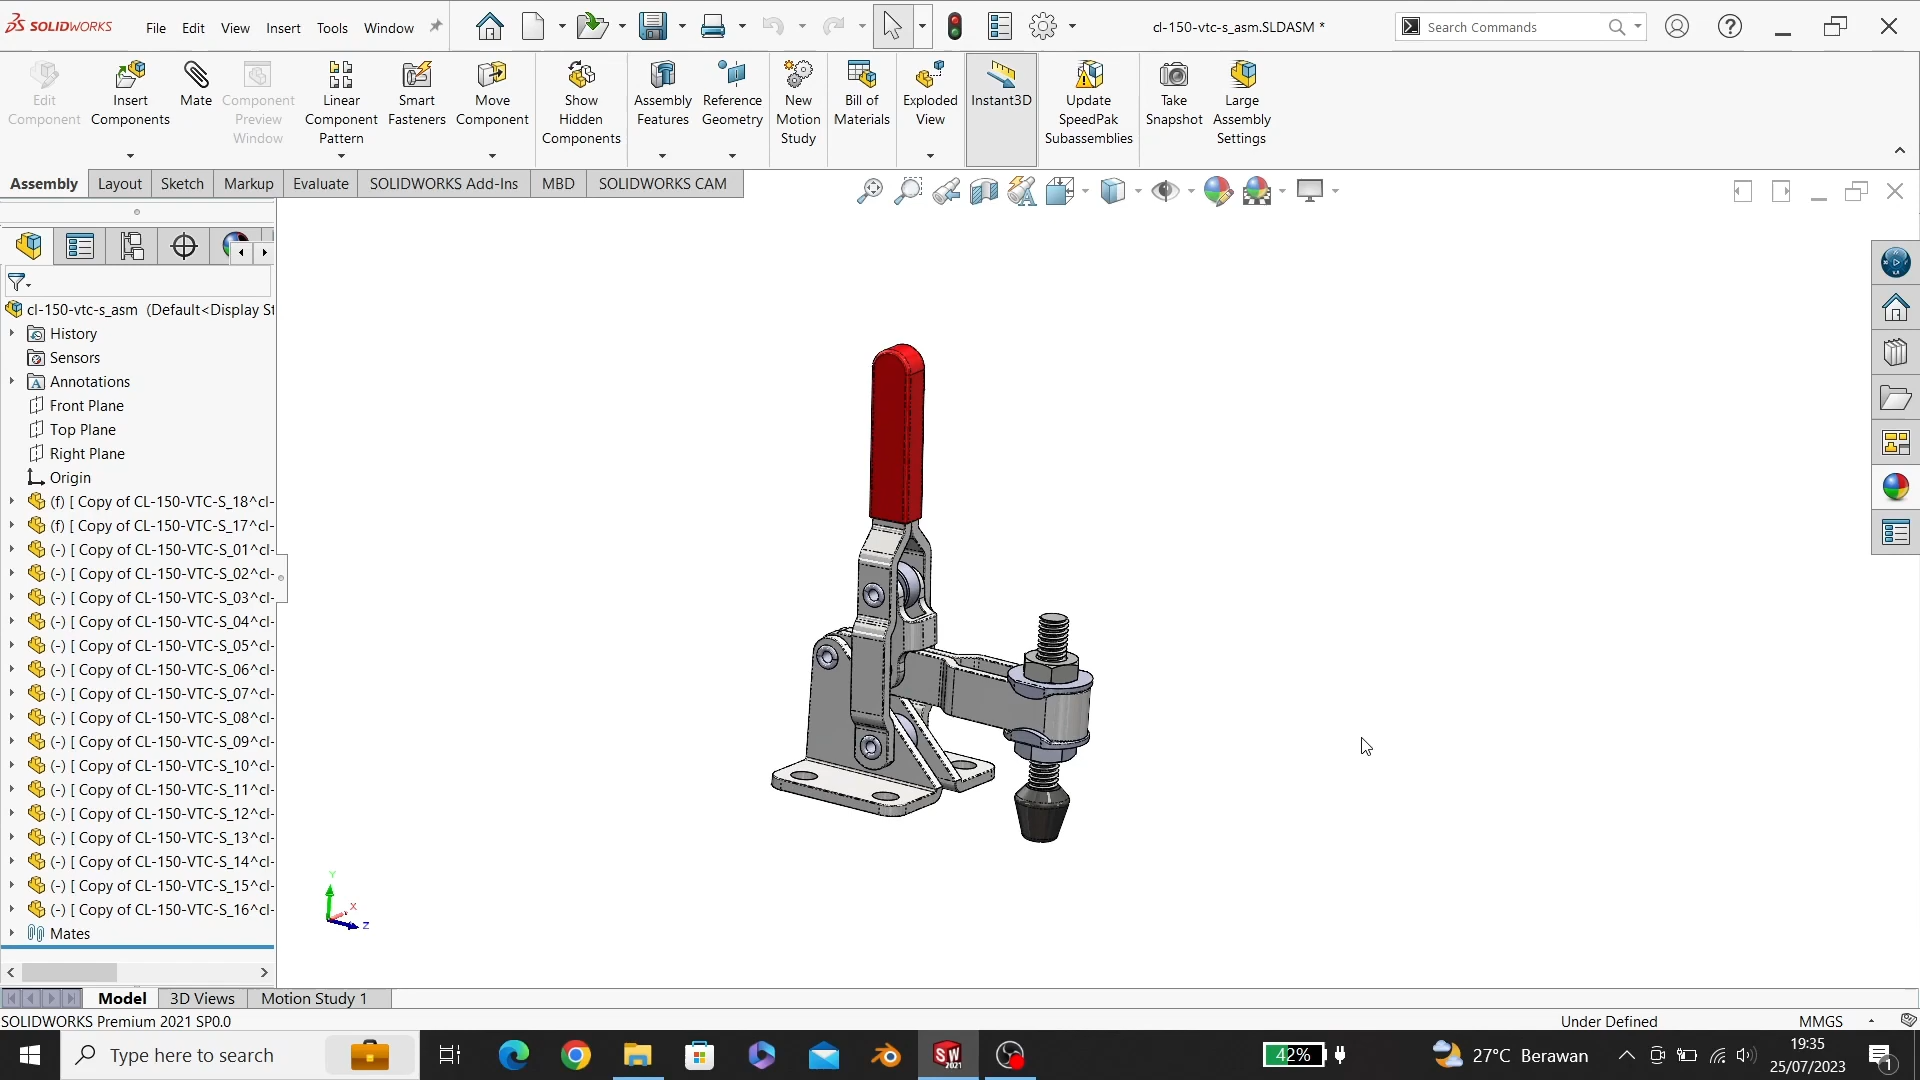 SOLIDWORKS
File Edit View Insert Tools Window
cl-150-vtc-s_asm.SLDASM *
Search Commands
Edit Component
Insert Components
Mate
Component Preview Window
Linear Component Pattern
Smart Fasteners
Move Component
Show Hidden Components
Assembly Features
Reference Geometry
New Motion Study
Bill of Materials
Exploded View
Instant3D
Update SpeedPak Subassemblies
Take Snapshot
Large Assembly Settings
Assembly Layout Sketch Markup Evaluate SOLIDWORKS Add-Ins MBD SOLIDWORKS CAM
cl-150-vtc-s_asm (Default<Display St
History
Sensors
Annotations
Front Plane
Top Plane
Right Plane
Origin
(f) [ Copy of CL-150-VTC-S_18^cl-
(f) [ Copy of CL-150-VTC-S_17^cl-
(-) [ Copy of CL-150-VTC-S_01^cl-
(-) [ Copy of CL-150-VTC-S_02^cl-
(-) [ Copy of CL-150-VTC-S_03^cl-
(-) [ Copy of CL-150-VTC-S_04^cl-
(-) [ Copy of CL-150-VTC-S_05^cl-
(-) [ Copy of CL-150-VTC-S_06^cl-
(-) [ Copy of CL-150-VTC-S_07^cl-
(-) [ Copy of CL-150-VTC-S_08^cl-
(-) [ Copy of CL-150-VTC-S_09^cl-
(-) [ Copy of CL-150-VTC-S_10^cl-
(-) [ Copy of CL-150-VTC-S_11^cl-
(-) [ Copy of CL-150-VTC-S_12^cl-
(-) [ Copy of CL-150-VTC-S_13^cl-
(-) [ Copy of CL-150-VTC-S_14^cl-
(-) [ Copy of CL-150-VTC-S_15^cl-
(-) [ Copy of CL-150-VTC-S_16^cl-
Mates
Y
X
Z
Model 3D Views Motion Study 1
SOLIDWORKS Premium 2021 SP0.0
Under Defined
MMGS
Type here to search
SW
2021
42%
27°C Berawan
19:35
25/07/2023
1